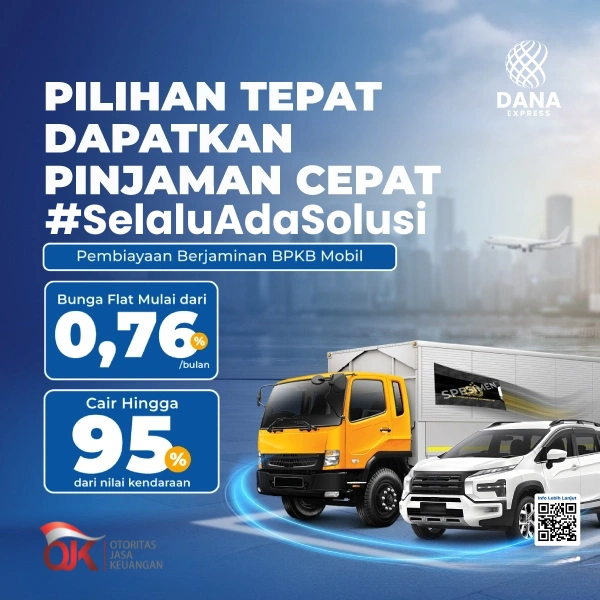 DANA
EXPRESS
PILIHAN TEPAT
DAPATKAN
PINJAMAN CEPAT
#SelaluAdaSolusi
Pembiayaan Berjaminan BPKB Mobil
Bunga Flat Mulai dari
0,76%
/bulan
Cair Hingga
95%
dari nilai kendaraan
SPESIMEN
Info Lebih Lanjut
OJK
OTORITAS
JASA
KEUANGAN